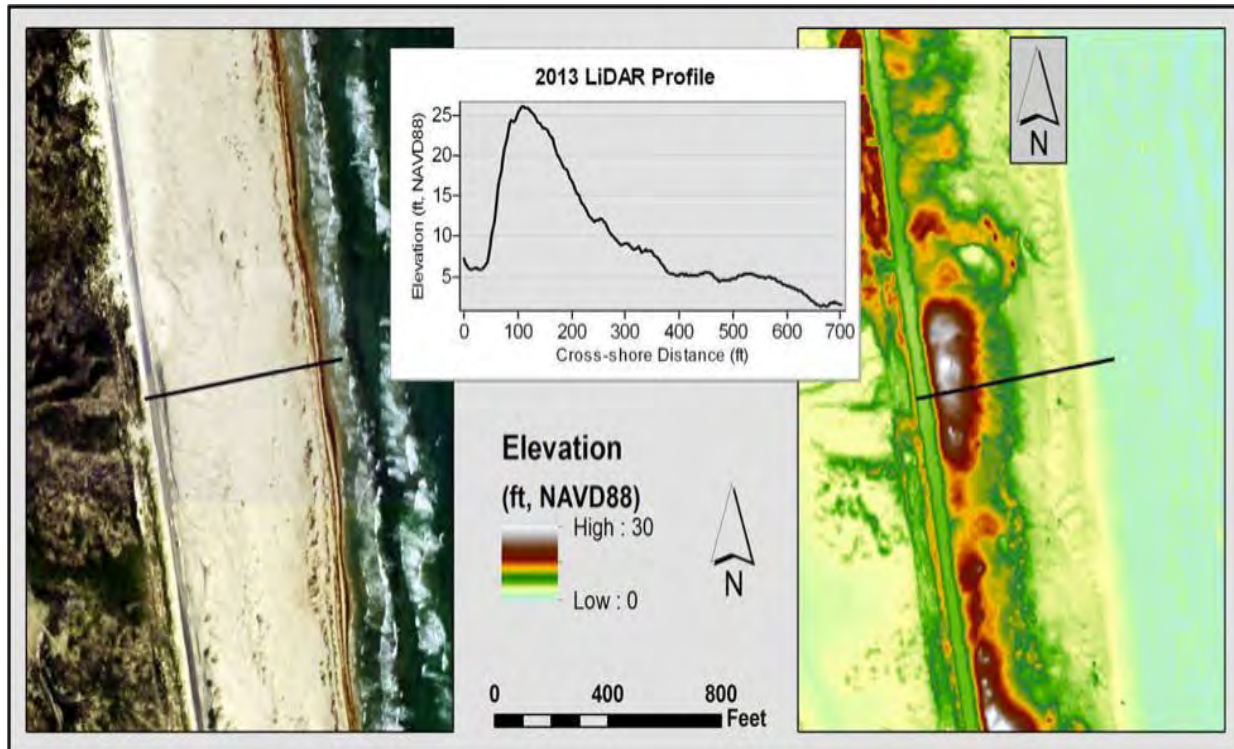 2013 LiDAR Profile
Elevation (ft, NAVD88)
25
20
15
10
5
0 100 200 300 400 500 600 700
Cross-shore Distance (ft)
N
Elevation
(ft, NAVD88)
High : 30
Low : 0
N
0 400 800
Feet